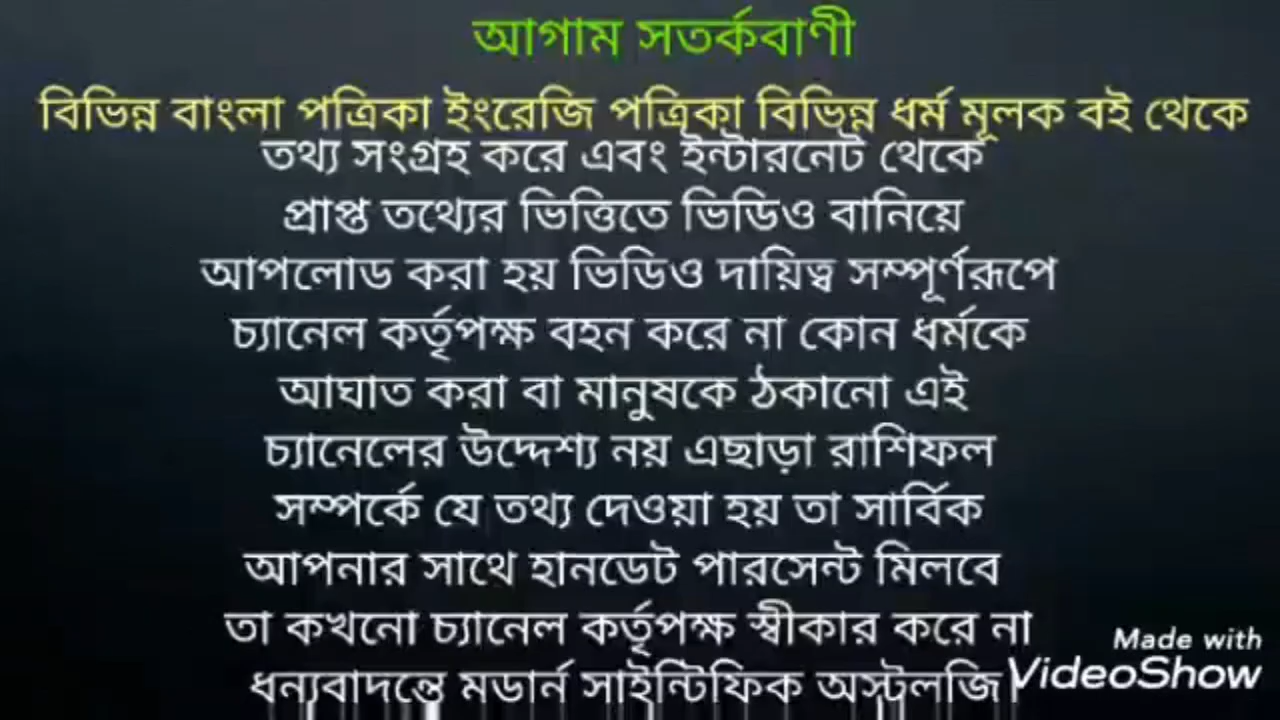 আগাম সতর্কবাণী
বিভিন্ন বাংলা পত্রিকা ইংরেজি পত্রিকা বিভিন্ন ধর্ম মূলক বই থেকে
তথ্য সংগ্রহ করে এবং ইন্টারনেট থেকে
প্রাপ্ত তথ্যের ভিত্তিতে ভিডিও বানিয়ে
আপলোড করা হয় ভিডিও দায়িত্ব সম্পূর্ণরূপে
চ্যানেল কর্তৃপক্ষ বহন করে না কোন ধর্মকে
আঘাত করা বা মানুষকে ঠকানো এই
চ্যানেলের উদ্দেশ্য নয় এছাড়া রাশিফল
সম্পর্কে যে তথ্য দেওয়া হয় তা সার্বিক
আপনার সাথে হানডেট পারসেন্ট মিলবে
তা কখনো চ্যানেল কর্তৃপক্ষ স্বীকার করে না
ধন্যবাদন্তে মডার্ন সাইন্টিফিক অস্ট্রলজি।
Made with
VideoShow